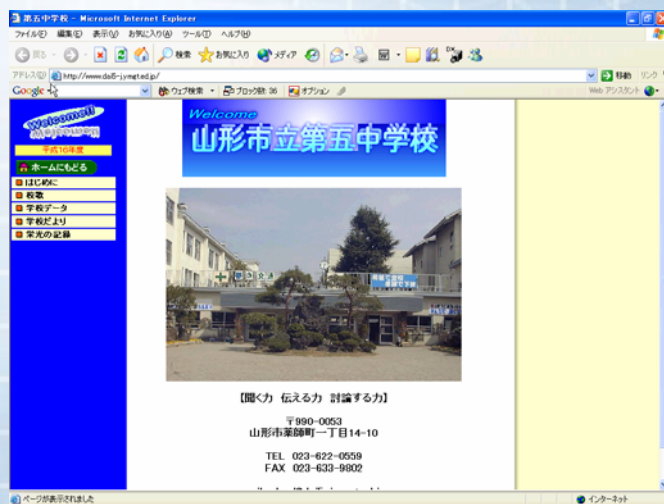 第五中学校 - Microsoft Internet Explorer
ファイル(F) 編集(E) 表示(V) お気に入り(A) ツール(T) ヘルプ(H)
戻る 検索 お気に入り メディア
アドレス(D) http://www.dai5-j.ymgt.ed.jp/ 移動 リンク
Google ウェブ検索 ブロック数: 36 オプション Web アシスタント
Welcome!!
平成16年度
ホームにもどる
はじめに
校歌
学校データ
学校だより
栄光の記録
Welcome
山形市立第五中学校
【聞く力 伝える力 討論する力】
〒990-0053
山形市薬師町一丁目14-10
TEL 023-622-0559
FAX 023-633-9802
ページが表示されました インターネット